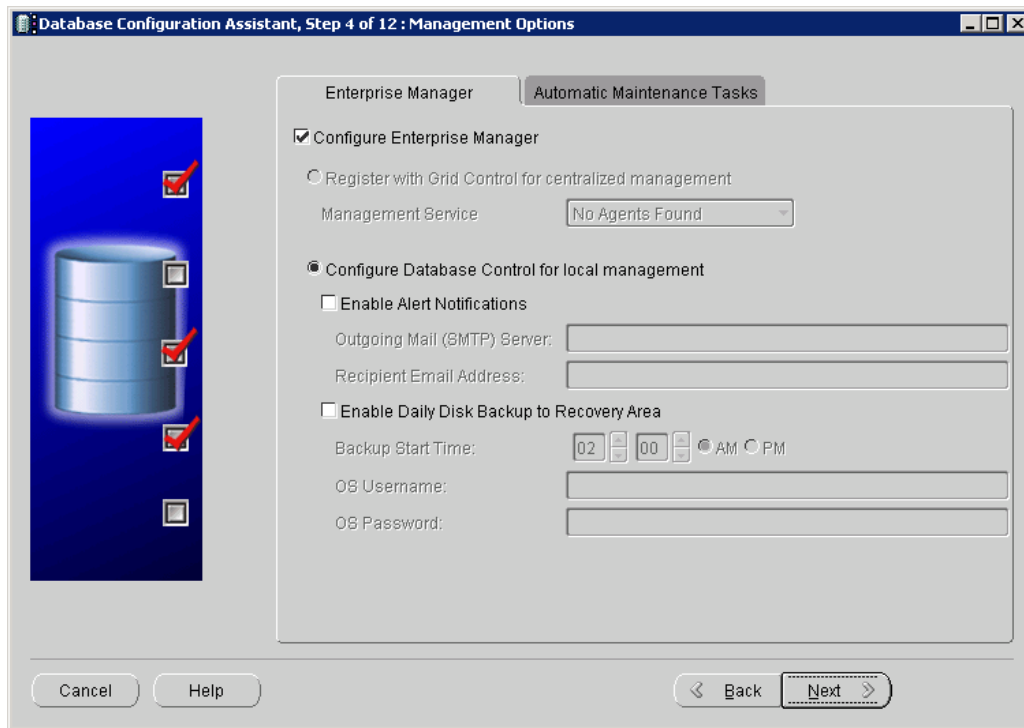 Database Configuration Assistant, Step 4 of 12 : Management Options
Enterprise Manager
Automatic Maintenance Tasks
Configure Enterprise Manager
Register with Grid Control for centralized management
Management Service
No Agents Found
Configure Database Control for local management
Enable Alert Notifications
Outgoing Mail (SMTP) Server:
Recipient Email Address:
Enable Daily Disk Backup to Recovery Area
Backup Start Time: 02 00 AM PM
OS Username:
OS Password:
Cancel
Help
Back
Next